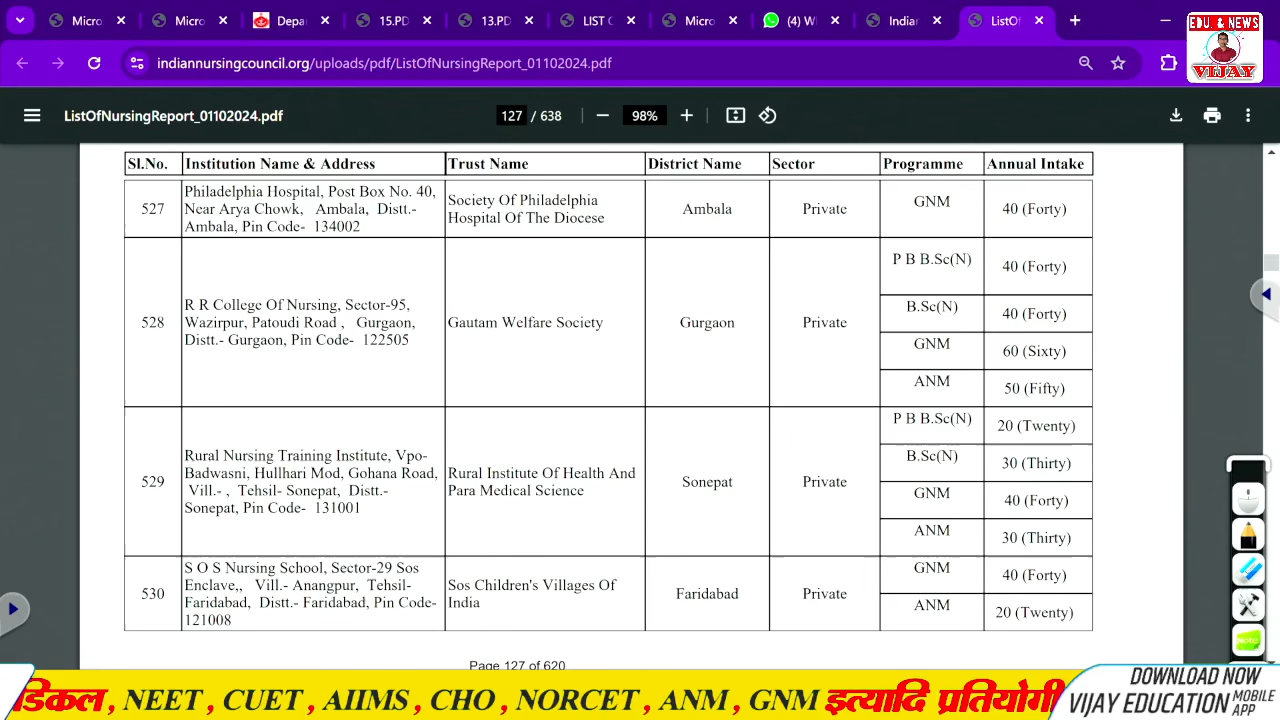 Micro
Micro
Depa
15.PD
13.PD
LIST C
Micro
(4) W
Indian
ListO
EDU. & NEWS
VIJAY
indiannursingcouncil.org/uploads/pdf/ListOfNursingReport_01102024.pdf
ListOfNursingReport_01102024.pdf
127 / 638
98%
Sl.No. Institution Name & Address Trust Name District Name Sector Programme Annual Intake
527
Philadelphia Hospital, Post Box No. 40,
Near Arya Chowk, Ambala, Distt.-
Ambala, Pin Code- 134002
Society Of Philadelphia
Hospital Of The Diocese
Ambala
Private
GNM
40 (Forty)
528
R R College Of Nursing, Sector-95,
Wazirpur, Patoudi Road , Gurgaon,
Distt.- Gurgaon, Pin Code- 122505
Gautam Welfare Society
Gurgaon
Private
P B B.Sc(N) 40 (Forty)
B.Sc(N) 40 (Forty)
GNM 60 (Sixty)
ANM 50 (Fifty)
529
Rural Nursing Training Institute, Vpo-
Badwasni, Hullhari Mod, Gohana Road,
Vill.- , Tehsil- Sonepat, Distt.-
Sonepat, Pin Code- 131001
Rural Institute Of Health And
Para Medical Science
Sonepat
Private
P B B.Sc(N) 20 (Twenty)
B.Sc(N) 30 (Thirty)
GNM 40 (Forty)
ANM 30 (Thirty)
530
S O S Nursing School, Sector-29 Sos
Enclave,, Vill.- Anangpur, Tehsil-
Faridabad, Distt.- Faridabad, Pin Code-
121008
Sos Children's Villages Of
India
Faridabad
Private
GNM 40 (Forty)
ANM 20 (Twenty)
Page 127 of 620
Note
डिकल , NEET , CUET , AIIMS , CHO , NORCET , ANM , GNM इत्यादि प्रतियोगी
DOWNLOAD NOW
VIJAY EDUCATION MOBILE APP